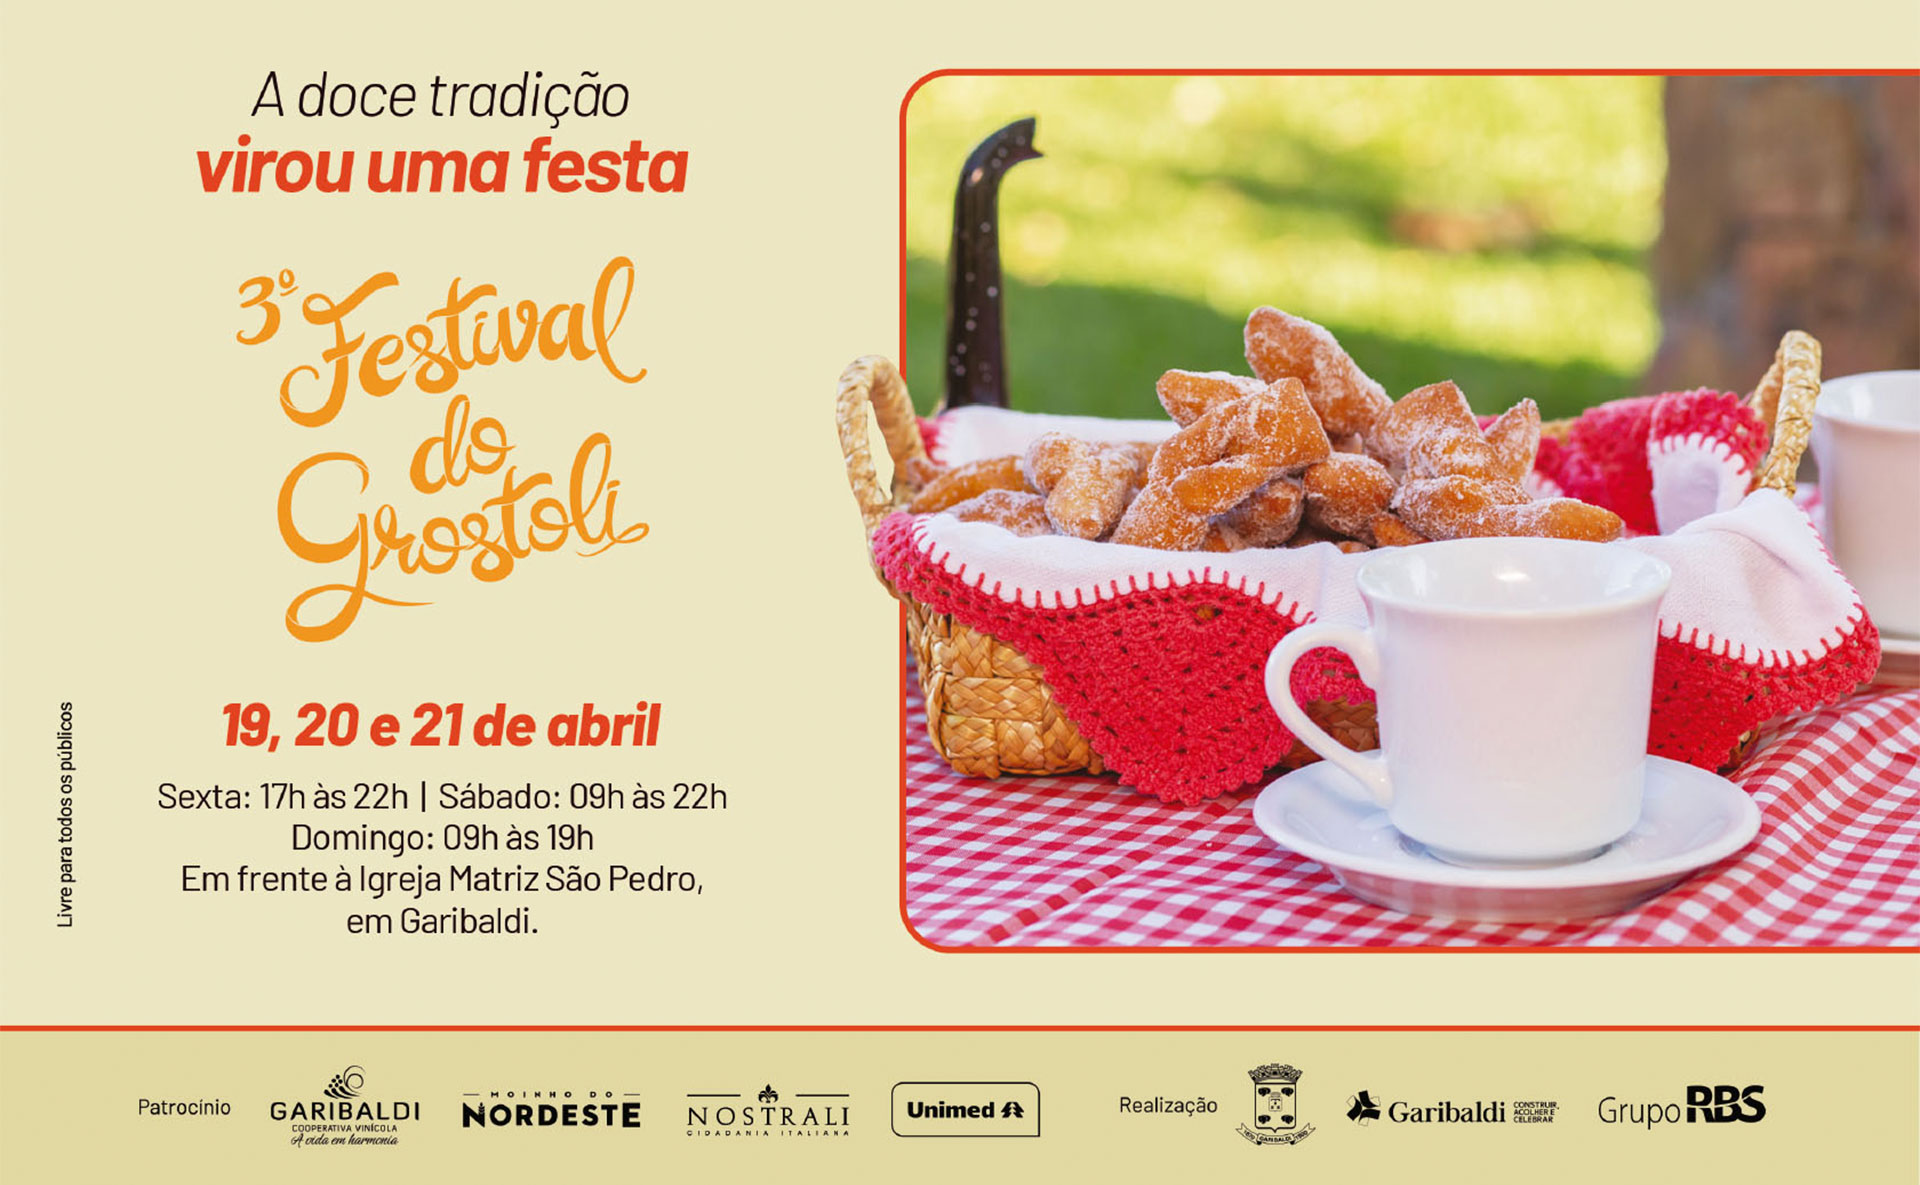 A doce tradição
virou uma festa
3º Festival
do
Grostoli
19, 20 e 21 de abril
Sexta: 17h às 22h | Sábado: 09h às 22h
Domingo: 09h às 19h
Em frente à Igreja Matriz São Pedro,
em Garibaldi.
Livre para todos os públicos
Patrocínio
GARIBALDI
COOPERATIVA VINÍCOLA
A vida em harmonia
MOINHO DO
NORDESTE
NOSTRALI
CIDADANIA ITALIANA
Unimed
Realização
1870 GARIBALDI 1900
Garibaldi
CONSTRUIR,
ACOLHER E
CELEBRAR
Grupo RBS